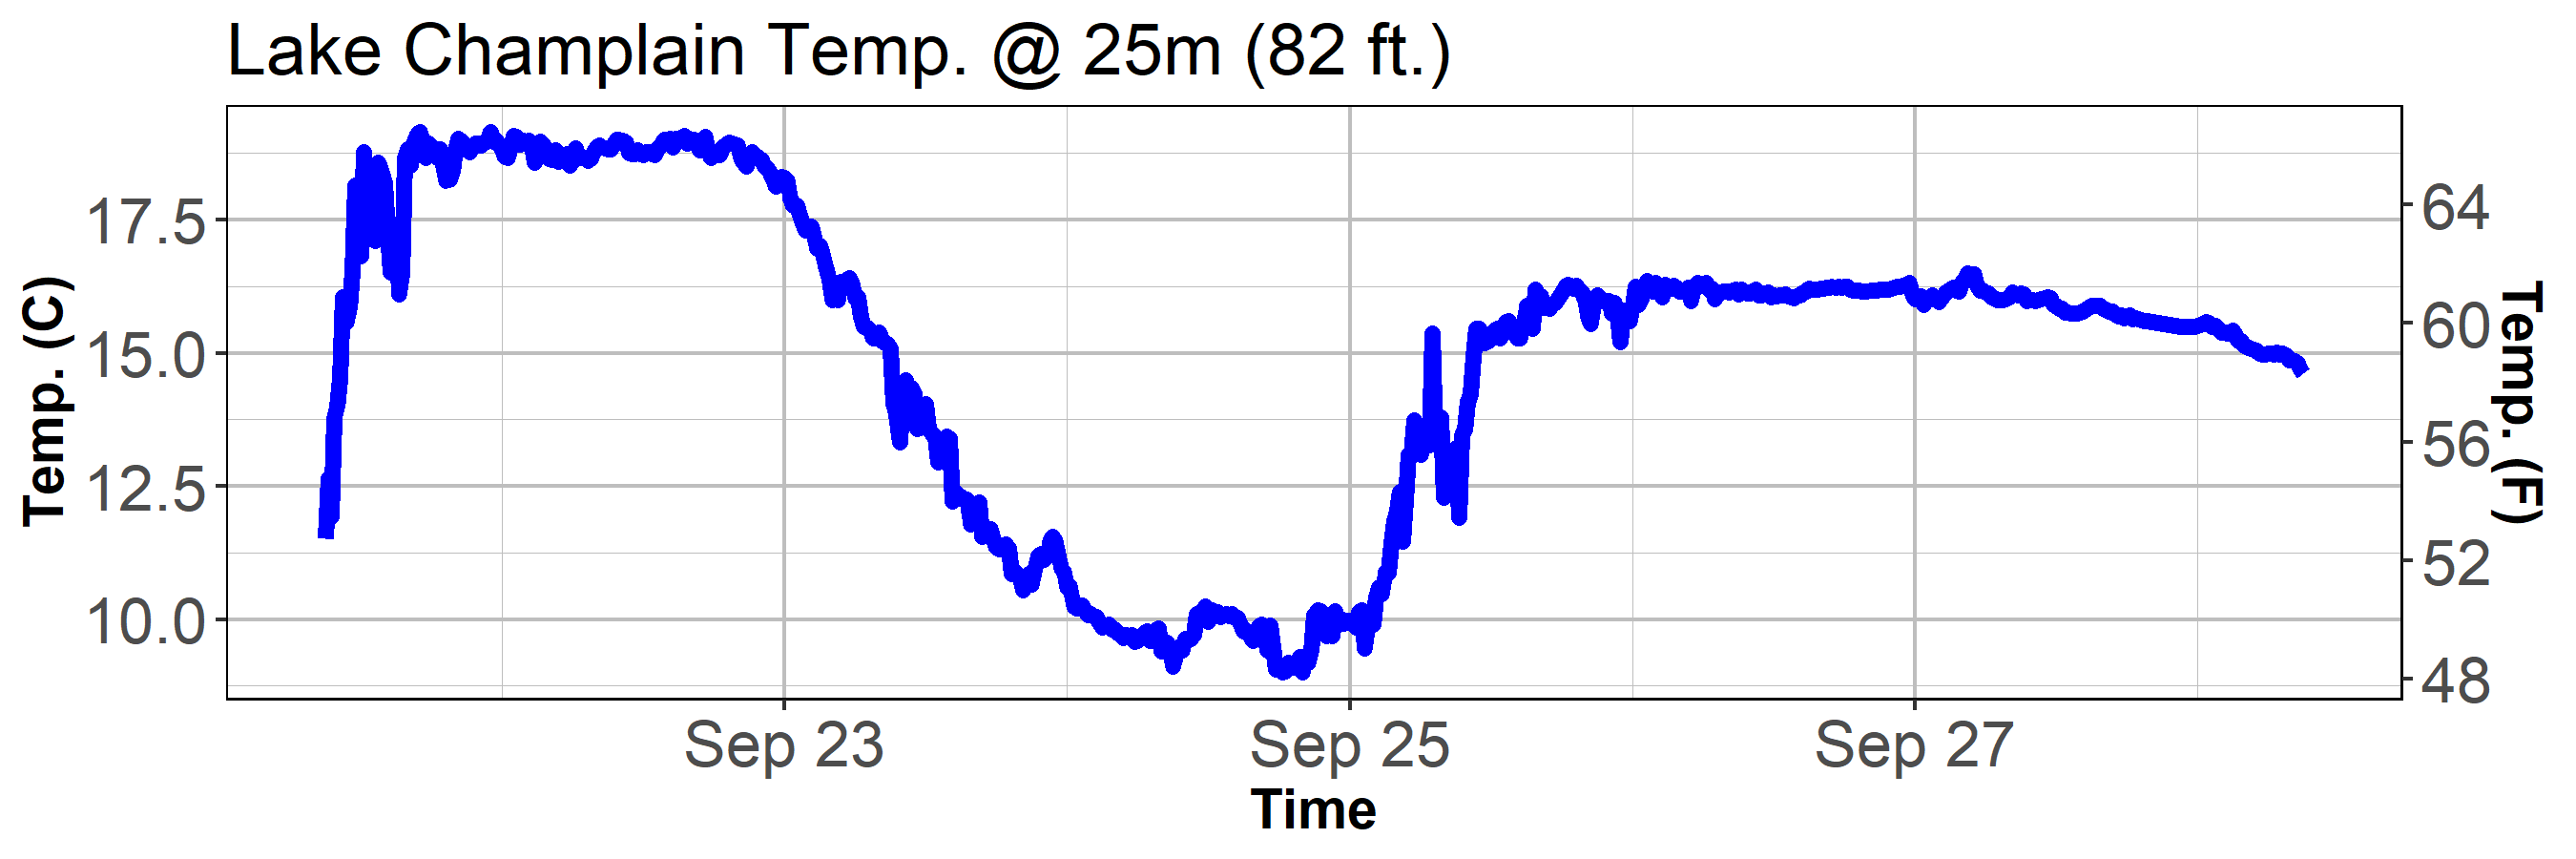 Lake Champlain Temp. @ 25m (82 ft.)
Temp. (C)
17.5
15.0
12.5
10.0
64
60
56
52
48
Temp. (F)
Sep 23 Sep 25 Sep 27
Time